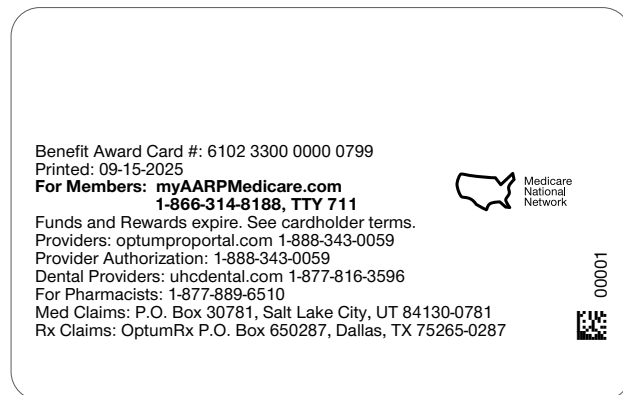 Benefit Award Card #: 6102 3300 0000 0799
Printed: 09-15-2025
For Members: myAARPMedicare.com
1-866-314-8188, TTY 711
Funds and Rewards expire. See cardholder terms.
Providers: optumproportal.com 1-888-343-0059
Provider Authorization: 1-888-343-0059
Dental Providers: uhcdental.com 1-877-816-3596
For Pharmacists: 1-877-889-6510
Med Claims: P.O. Box 30781, Salt Lake City, UT 84130-0781
Rx Claims: OptumRx P.O. Box 650287, Dallas, TX 75265-0287
Medicare
National
Network
00001